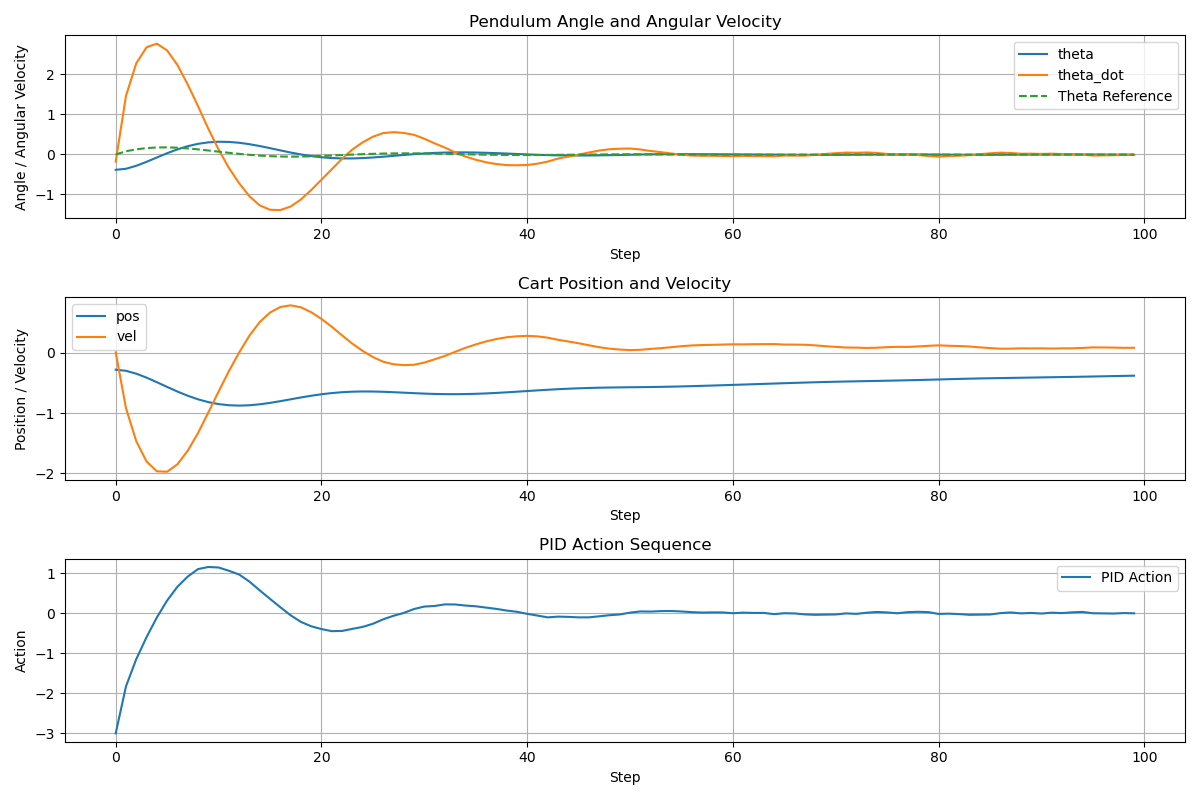 Pendulum Angle and Angular Velocity
Angle / Angular Velocity
2
1
0
−1
theta
theta_dot
Theta Reference
0 20 40 60 80 100
Step
Cart Position and Velocity
Position / Velocity
0
−1
−2
pos
vel
0 20 40 60 80 100
Step
PID Action Sequence
Action
1
0
−1
−2
−3
PID Action
0 20 40 60 80 100
Step